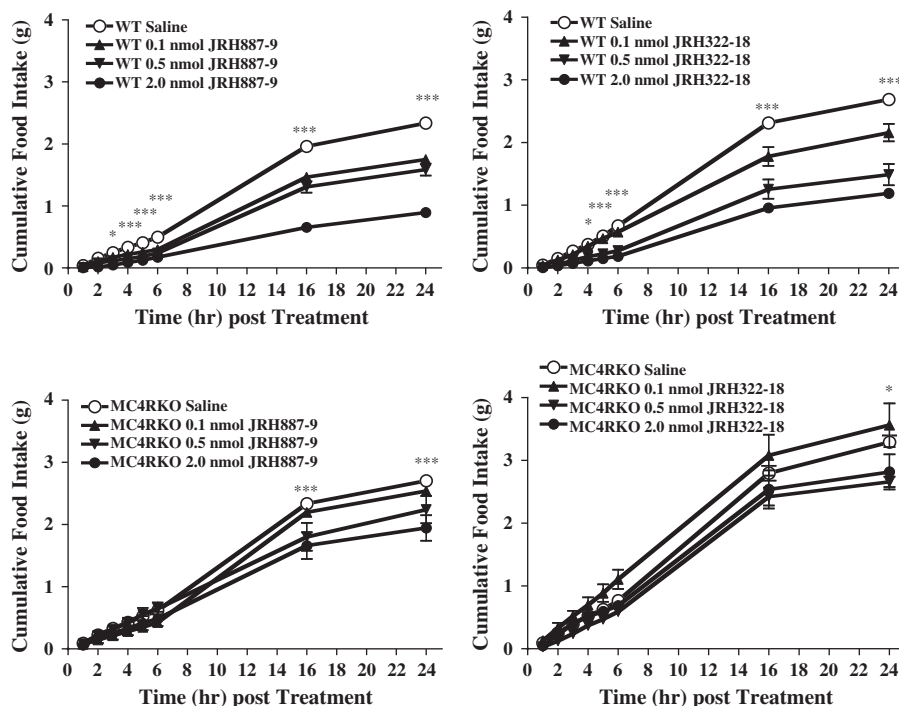 Cumulative Food Intake (g)
4
3
2
1
0
WT Saline
WT 0.1 nmol JRH887-9
WT 0.5 nmol JRH887-9
WT 2.0 nmol JRH887-9
*
***
***
***
***
***
0 2 4 6 8 10 12 14 16 18 20 22 24
Time (hr) post Treatment
Cumulative Food Intake (g)
4
3
2
1
0
WT Saline
WT 0.1 nmol JRH322-18
WT 0.5 nmol JRH322-18
WT 2.0 nmol JRH322-18
*
***
***
***
***
0 2 4 6 8 10 12 14 16 18 20 22 24
Time (hr) post Treatment
Cumulative Food Intake (g)
4
3
2
1
0
MC4RKO Saline
MC4RKO 0.1 nmol JRH887-9
MC4RKO 0.5 nmol JRH887-9
MC4RKO 2.0 nmol JRH887-9
***
***
0 2 4 6 8 10 12 14 16 18 20 22 24
Time (hr) post Treatment
Cumulative Food Intake (g)
4
3
2
1
0
MC4RKO Saline
MC4RKO 0.1 nmol JRH322-18
MC4RKO 0.5 nmol JRH322-18
MC4RKO 2.0 nmol JRH322-18
*
0 2 4 6 8 10 12 14 16 18 20 22 24
Time (hr) post Treatment